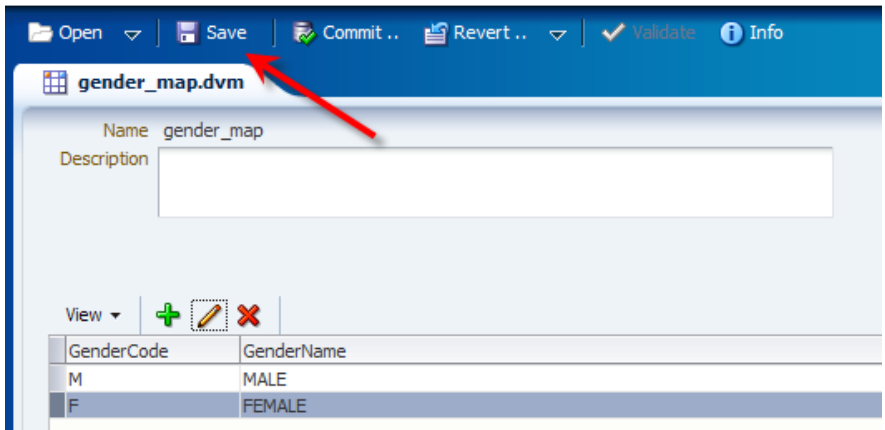 Open Save Commit .. Revert .. Validate Info
gender_map.dvm
Name gender_map
Description
View
GenderCode GenderName
M MALE
F FEMALE